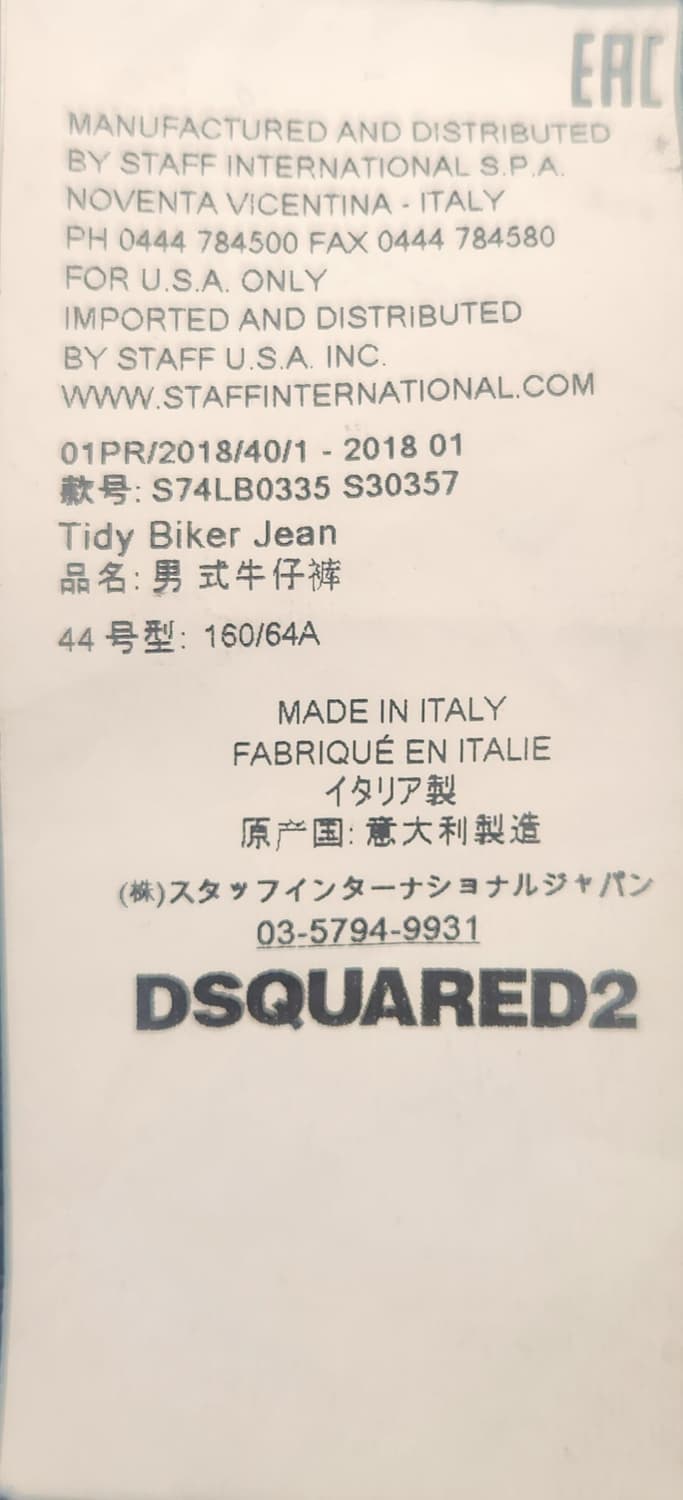 EAC
MANUFACTURED AND DISTRIBUTED
BY STAFF INTERNATIONAL S.P.A.
NOVENTA VICENTINA - ITALY
PH 0444 784500 FAX 0444 784580
FOR U.S.A. ONLY
IMPORTED AND DISTRIBUTED
BY STAFF U.S.A. INC.
WWW.STAFFINTERNATIONAL.COM
01PR/2018/40/1 - 2018 01
款号: S74LB0335 S30357
Tidy Biker Jean
品名: 男 式牛仔裤
44 号型: 160/64A
MADE IN ITALY
FABRIQUÉ EN ITALIE
イタリア製
原产国: 意大利製造
(株)スタッフインターナショナルジャパン
03-5794-9931
DSQUARED2